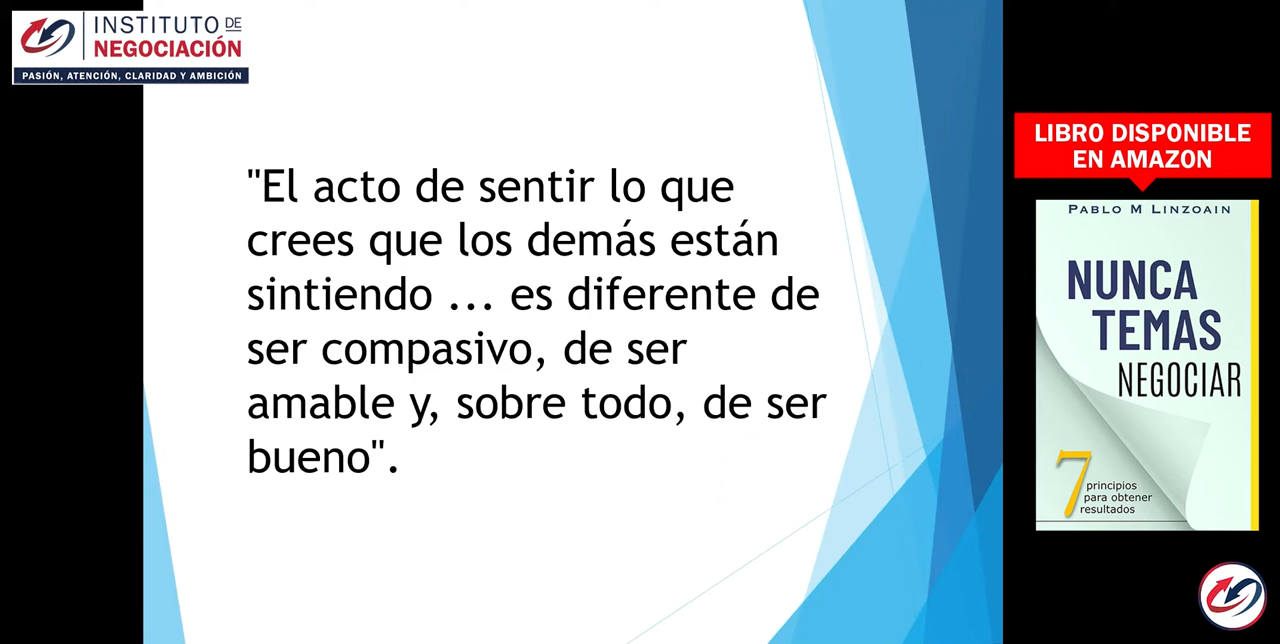 INSTITUTO DE
NEGOCIACIÓN
PASIÓN, ATENCIÓN, CLARIDAD Y AMBICIÓN
"El acto de sentir lo que
crees que los demás están
sintiendo ... es diferente de
ser compasivo, de ser
amable y, sobre todo, de ser
bueno".
LIBRO DISPONIBLE
EN AMAZON
PABLO M LINZOAIN
NUNCA
TEMAS
NEGOCIAR
7 principios
para obtener
resultados